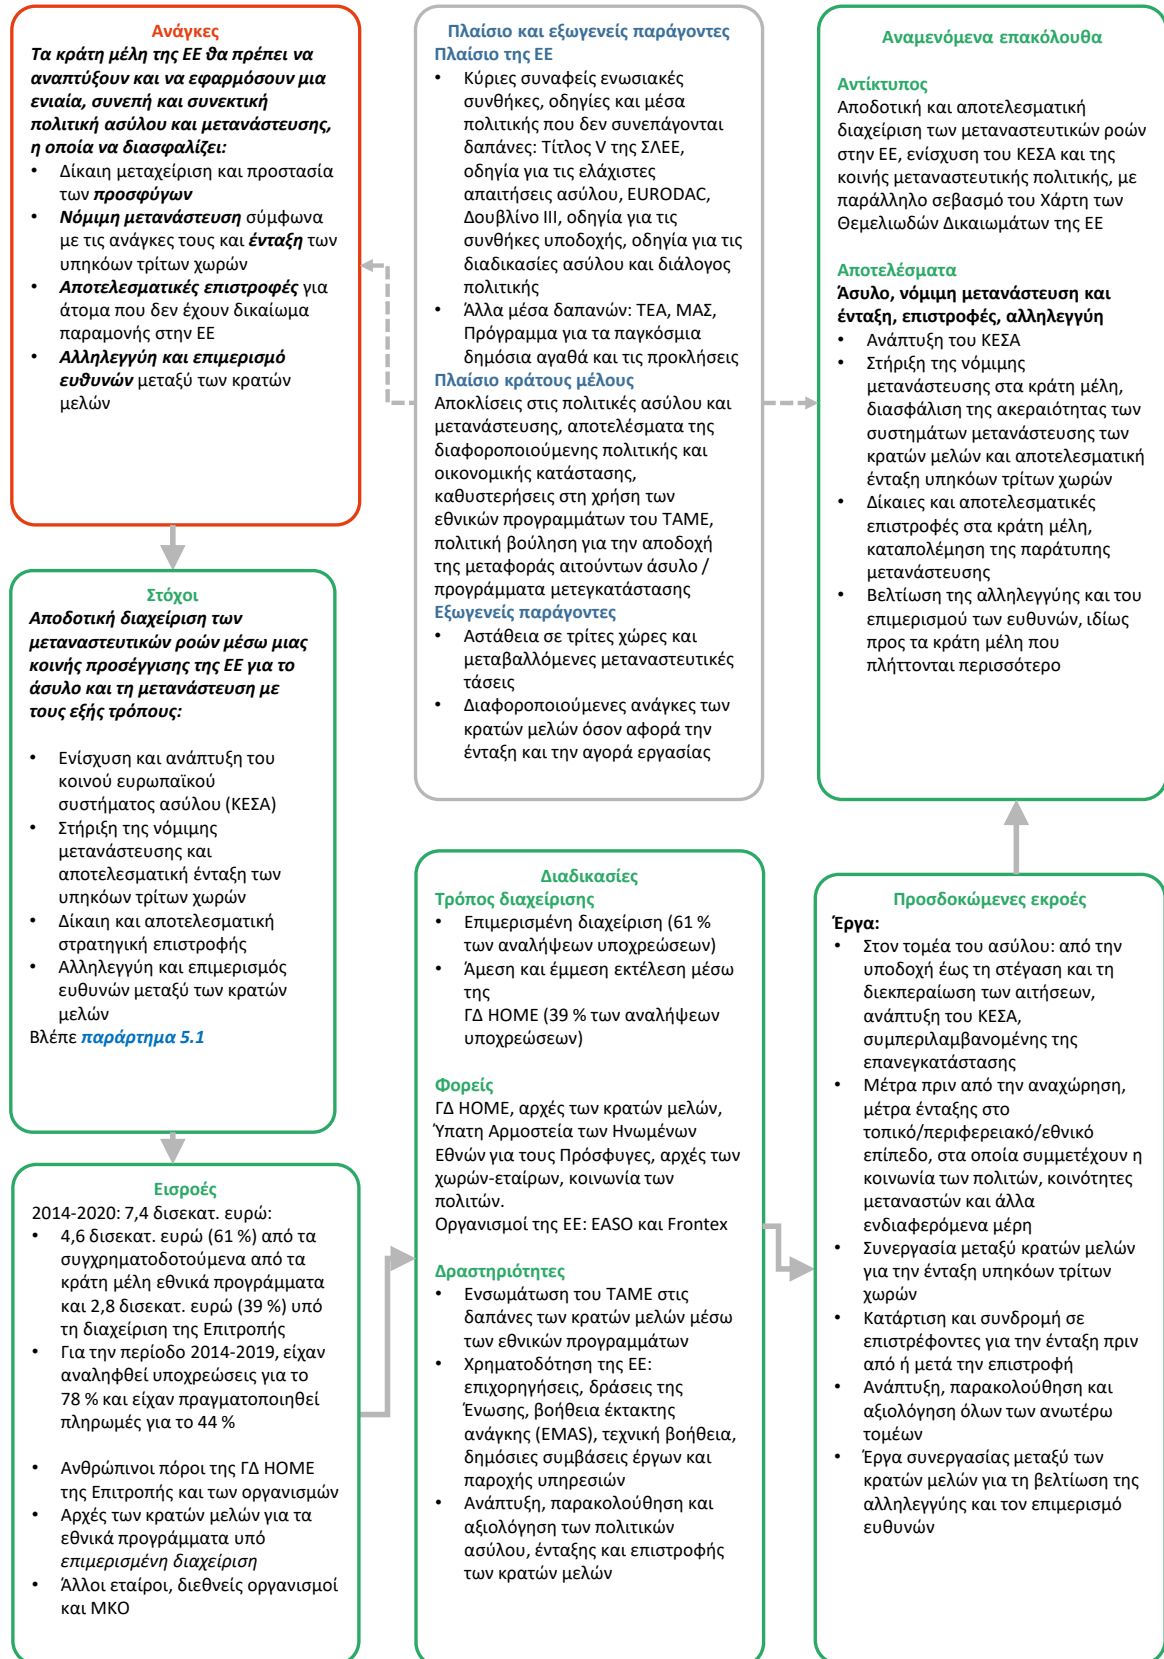 Ανάγκες
Τα κράτη μέλη της ΕΕ θα πρέπει να
αναπτύξουν και να εφαρμόσουν μια
ενιαία, συνεπή και συνεκτική
πολιτική ασύλου και μετανάστευσης,
η οποία να διασφαλίζει:
• Δίκαιη μεταχείριση και προστασία
των προσφύγων
• Νόμιμη μετανάστευση σύμφωνα
με τις ανάγκες τους και ένταξη των
υπηκόων τρίτων χωρών
• Αποτελεσματικές επιστροφές για
άτομα που δεν έχουν δικαίωμα
παραμονής στην ΕΕ
• Αλληλεγγύη και επιμερισμό
ευθυνών μεταξύ των κρατών
μελών
Στόχοι
Αποδοτική διαχείριση των
μεταναστευτικών ροών μέσω μιας
κοινής προσέγγισης της ΕΕ για το
άσυλο και τη μετανάστευση με
τους εξής τρόπους:
• Ενίσχυση και ανάπτυξη του
κοινού ευρωπαϊκού
συστήματος ασύλου (ΚΕΣΑ)
• Στήριξη της νόμιμης
μετανάστευσης και
αποτελεσματική ένταξη των
υπηκόων τρίτων χωρών
• Δίκαιη και αποτελεσματική
στρατηγική επιστροφής
• Αλληλεγγύη και επιμερισμός
ευθυνών μεταξύ των κρατών
μελών
Βλέπε παράρτημα 5.1
Εισροές
2014-2020: 7,4 δισεκατ. ευρώ:
• 4,6 δισεκατ. ευρώ (61 %) από τα
συγχρηματοδοτούμενα από τα
κράτη μέλη εθνικά προγράμματα
και 2,8 δισεκατ. ευρώ (39 %) υπό
τη διαχείριση της Επιτροπής
• Για την περίοδο 2014-2019, είχαν
αναληφθεί υποχρεώσεις για το
78 % και είχαν πραγματοποιηθεί
πληρωμές για το 44 %
• Ανθρώπινοι πόροι της ΓΔ HOME
της Επιτροπής και των οργανισμών
• Αρχές των κρατών μελών για τα
εθνικά προγράμματα υπό
επιμερισμένη διαχείριση
• Άλλοι εταίροι, διεθνείς οργανισμοί
και ΜΚΟ
Πλαίσιο και εξωγενείς παράγοντες
Πλαίσιο της ΕΕ
• Κύριες συναφείς ενωσιακές
συνθήκες, οδηγίες και μέσα
πολιτικής που δεν συνεπάγονται
δαπάνες: Τίτλος V της ΣΛΕΕ,
οδηγία για τις ελάχιστες
απαιτήσεις ασύλου, EURODAC,
Δουβλίνο III, οδηγία για τις
συνθήκες υποδοχής, οδηγία για τις
διαδικασίες ασύλου και διάλογος
πολιτικής
• Άλλα μέσα δαπανών: ΤΕΑ, ΜΑΣ,
Πρόγραμμα για τα παγκόσμια
δημόσια αγαθά και τις προκλήσεις
Πλαίσιο κράτους μέλους
Αποκλίσεις στις πολιτικές ασύλου και
μετανάστευσης, αποτελέσματα της
διαφοροποιούμενης πολιτικής και
οικονομικής κατάστασης,
καθυστερήσεις στη χρήση των
εθνικών προγραμμάτων του ΤΑΜΕ,
πολιτική βούληση για την αποδοχή
της μεταφοράς αιτούντων άσυλο /
προγράμματα μετεγκατάστασης
Εξωγενείς παράγοντες
• Αστάθεια σε τρίτες χώρες και
μεταβαλλόμενες μεταναστευτικές
τάσεις
• Διαφοροποιούμενες ανάγκες των
κρατών μελών όσον αφορά την
ένταξη και την αγορά εργασίας
Διαδικασίες
Τρόπος διαχείρισης
• Επιμερισμένη διαχείριση (61 %
των αναλήψεων υποχρεώσεων)
• Άμεση και έμμεση εκτέλεση μέσω
της
ΓΔ HOME (39 % των αναλήψεων
υποχρεώσεων)
Φορείς
ΓΔ HOME, αρχές των κρατών μελών,
Ύπατη Αρμοστεία των Ηνωμένων
Εθνών για τους Πρόσφυγες, αρχές των
χωρών-εταίρων, κοινωνία των
πολιτών.
Οργανισμοί της ΕΕ: EASO και Frontex
Δραστηριότητες
• Ενσωμάτωση του ΤΑΜΕ στις
δαπάνες των κρατών μελών μέσω
των εθνικών προγραμμάτων
• Χρηματοδότηση της ΕΕ:
επιχορηγήσεις, δράσεις της
Ένωσης, βοήθεια έκτακτης
ανάγκης (EMAS), τεχνική βοήθεια,
δημόσιες συμβάσεις έργων και
παροχής υπηρεσιών
• Ανάπτυξη, παρακολούθηση και
αξιολόγηση των πολιτικών
ασύλου, ένταξης και επιστροφής
των κρατών μελών
Αναμενόμενα επακόλουθα
Αντίκτυπος
Αποδοτική και αποτελεσματική
διαχείριση των μεταναστευτικών ροών
στην ΕΕ, ενίσχυση του ΚΕΣΑ και της
κοινής μεταναστευτικής πολιτικής, με
παράλληλο σεβασμό του Χάρτη των
Θεμελιωδών Δικαιωμάτων της ΕΕ
Αποτελέσματα
Άσυλο, νόμιμη μετανάστευση και
ένταξη, επιστροφές, αλληλεγγύη
• Ανάπτυξη του ΚΕΣΑ
• Στήριξη της νόμιμης
μετανάστευσης στα κράτη μέλη,
διασφάλιση της ακεραιότητας των
συστημάτων μετανάστευσης των
κρατών μελών και αποτελεσματική
ένταξη υπηκόων τρίτων χωρών
• Δίκαιες και αποτελεσματικές
επιστροφές στα κράτη μέλη,
καταπολέμηση της παράτυπης
μετανάστευσης
• Βελτίωση της αλληλεγγύης και του
επιμερισμού των ευθυνών, ιδίως
προς τα κράτη μέλη που
πλήττονται περισσότερο
Προσδοκώμενες εκροές
Έργα:
• Στον τομέα του ασύλου: από την
υποδοχή έως τη στέγαση και τη
διεκπεραίωση των αιτήσεων,
ανάπτυξη του ΚΕΣΑ,
συμπεριλαμβανομένης της
επανεγκατάστασης
• Μέτρα πριν από την αναχώρηση,
μέτρα ένταξης στο
τοπικό/περιφερειακό/εθνικό
επίπεδο, στα οποία συμμετέχουν η
κοινωνία των πολιτών, κοινότητες
μεταναστών και άλλα
ενδιαφερόμενα μέρη
• Συνεργασία μεταξύ κρατών μελών
για την ένταξη υπηκόων τρίτων
χωρών
• Κατάρτιση και συνδρομή σε
επιστρέφοντες για την ένταξη πριν
από ή μετά την επιστροφή
• Ανάπτυξη, παρακολούθηση και
αξιολόγηση όλων των ανωτέρω
τομέων
• Έργα συνεργασίας μεταξύ των
κρατών μελών για τη βελτίωση της
αλληλεγγύης και τον επιμερισμό
ευθυνών